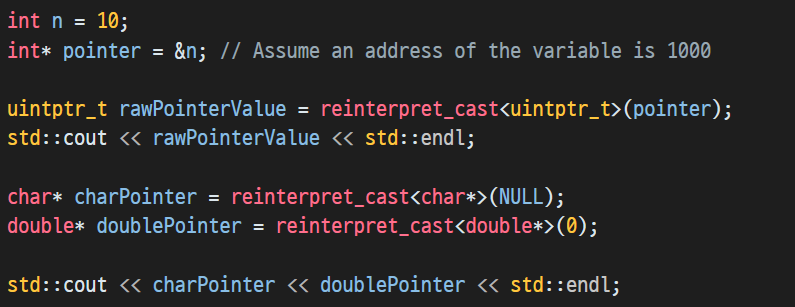 int n = 10;
int* pointer = &n; // Assume an address of the variable is 1000
uintptr_t rawPointerValue = reinterpret_cast<uintptr_t>(pointer);
std::cout << rawPointerValue << std::endl;
char* charPointer = reinterpret_cast<char*>(NULL);
double* doublePointer = reinterpret_cast<double*>(0);
std::cout << charPointer << doublePointer << std::endl;